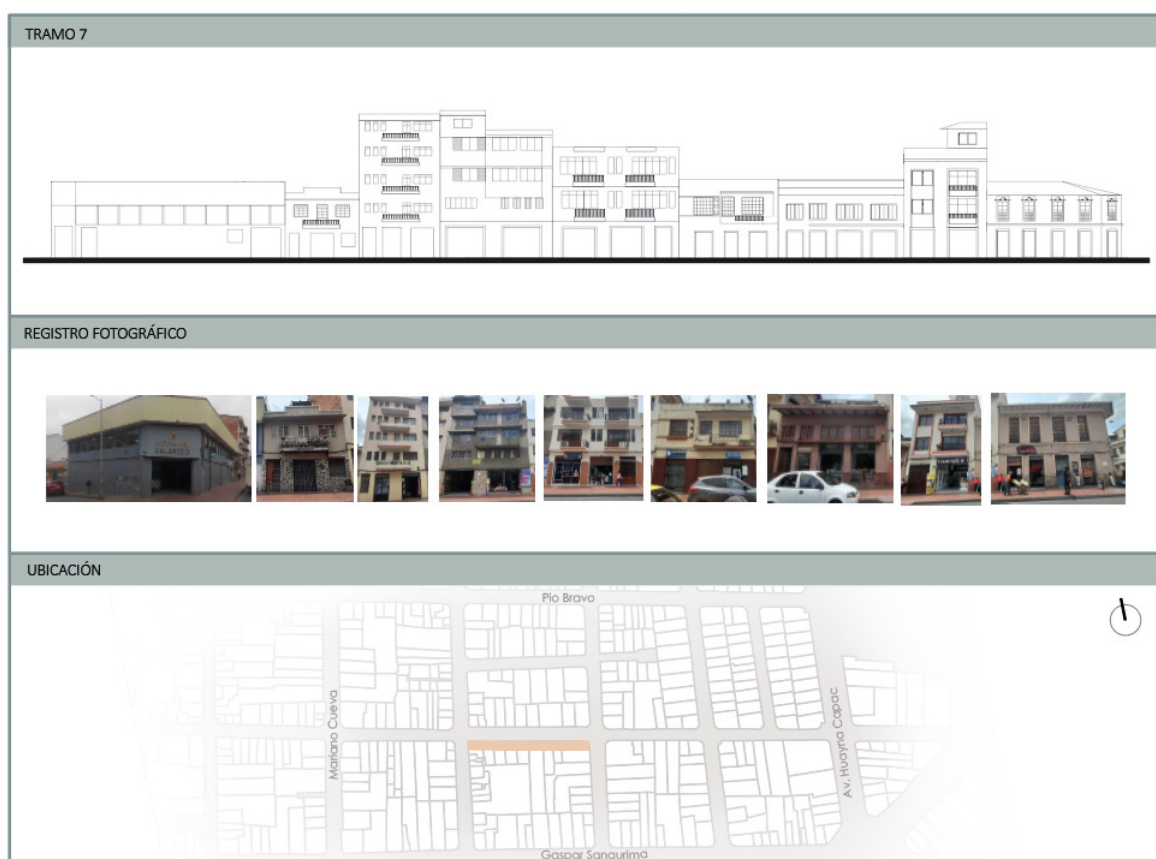 TRAMO 7
REGISTRO FOTOGRÁFICO
UBICACIÓN
Pio Bravo
Mariano Cueva
Av. Huayna Capac
Gaspar Sangurima